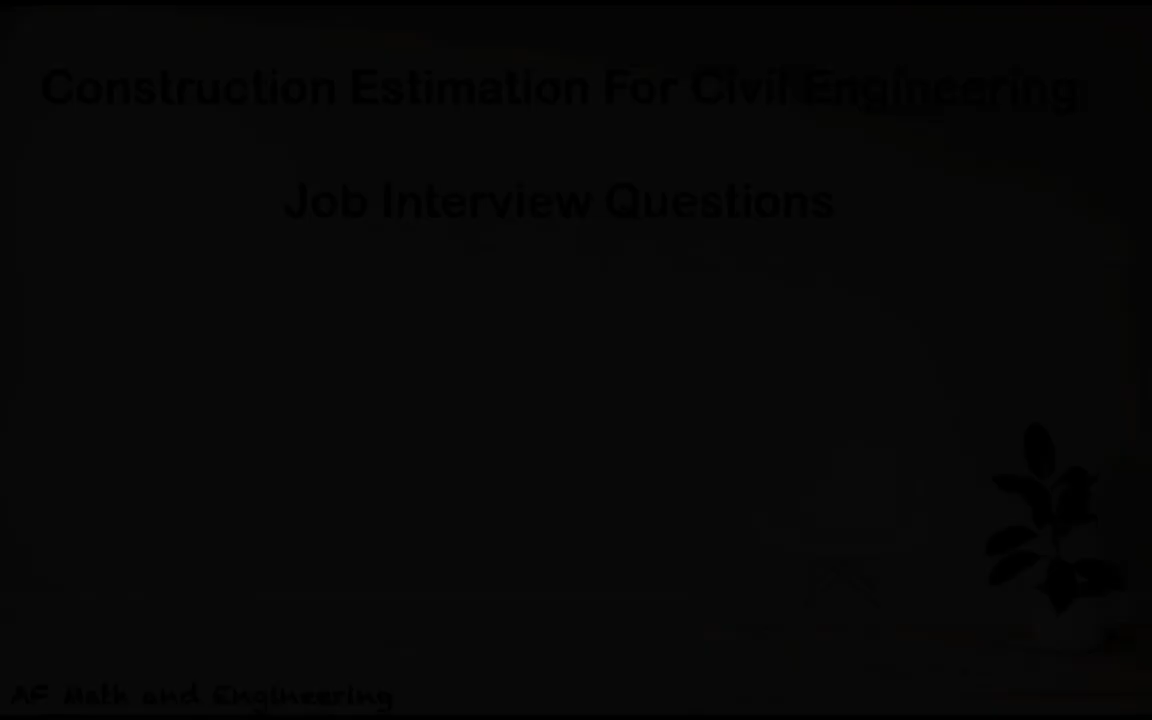 Construction Estimation For Civil Engineering
Job Interview Questions
AF Math and Engineering